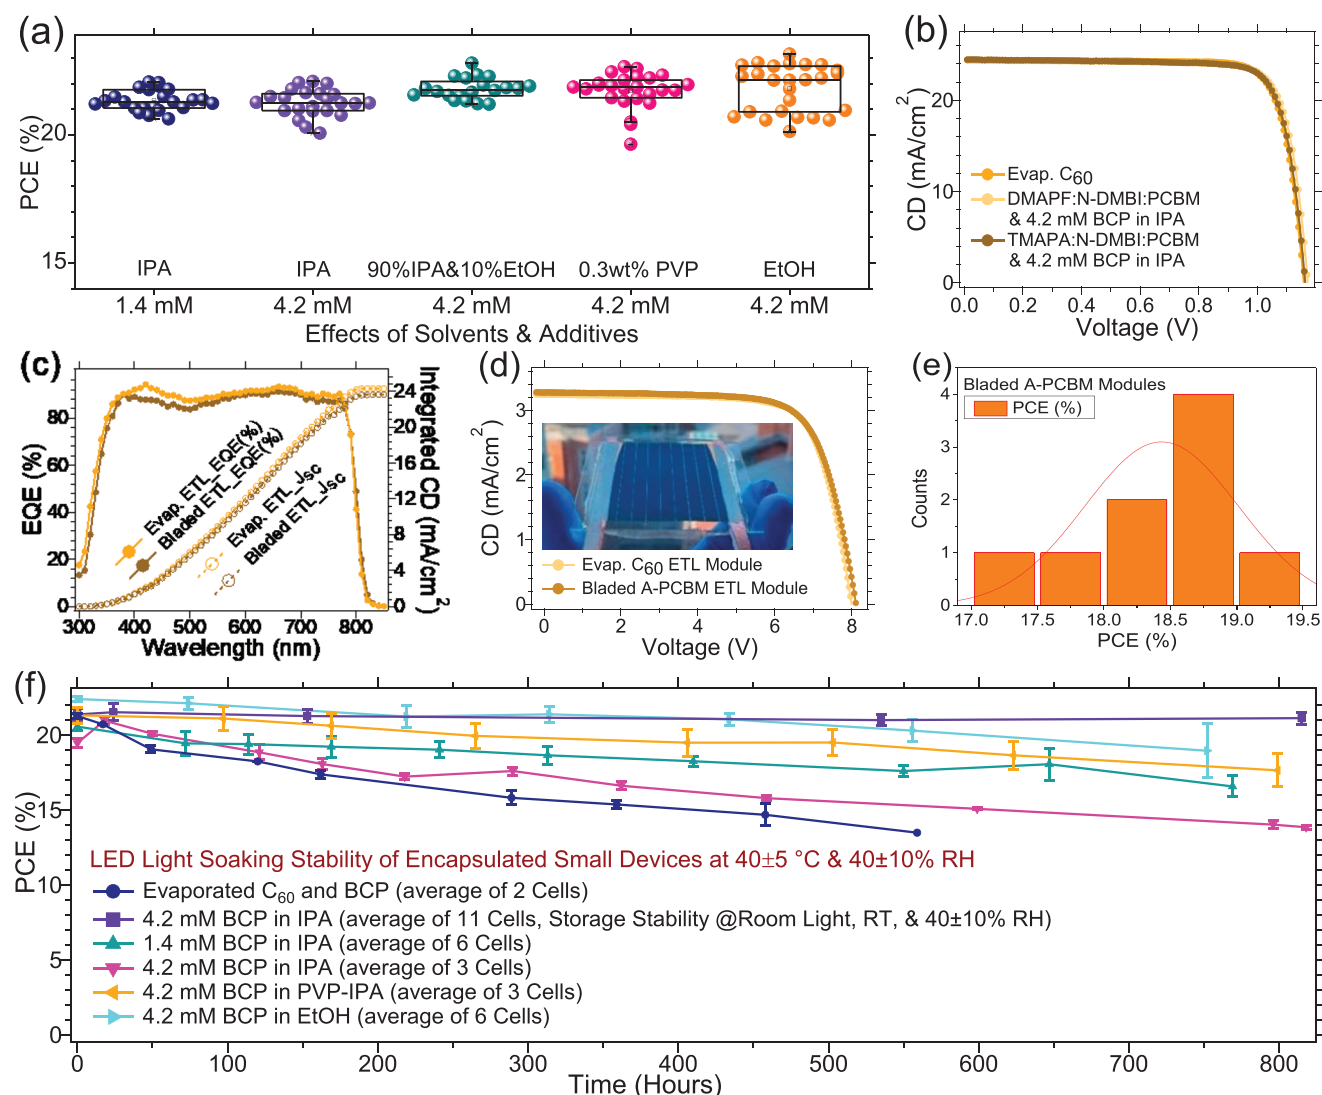 (a)
PCE (%)
20
15
IPA
IPA
90%IPA&10%EtOH
0.3wt% PVP
EtOH
1.4 mM
4.2 mM
4.2 mM
4.2 mM
4.2 mM
Effects of Solvents & Additives
(b)
CD (mA/cm2
)
20
10
0
Evap. C60
DMAPF:N-DMBI:PCBM
& 4.2 mM BCP in IPA
TMAPA:N-DMBI:PCBM
& 4.2 mM BCP in IPA
0.0
0.2
0.4
0.6
0.8
1.0
Voltage (V)
(c)
EQE (%)
80
60
40
20
0
Evap. ETL_EQE(%)
Bladed ETL_EQE(%)
Evap. ETL_Jsc
Bladed ETL_Jsc
24
20
16
12
8
4
0
Integrated CD (mA/cm2)
300
400
500
600
700
800
Wavelength (nm)
(d)
CD (mA/cm2)
3
2
1
0
Evap. C60 ETL Module
Bladed A-PCBM ETL Module
0
2
4
6
8
Voltage (V)
(e)
Counts
4
3
2
1
0
Bladed A-PCBM Modules
PCE (%)
17.0
17.5
18.0
18.5
19.0
19.5
PCE (%)
(f)
PCE (%)
20
15
10
5
0
LED Light Soaking Stability of Encapsulated Small Devices at 40±5 °C & 40±10% RH
Evaporated C60 and BCP (average of 2 Cells)
4.2 mM BCP in IPA (average of 11 Cells, Storage Stability @Room Light, RT, & 40±10% RH)
1.4 mM BCP in IPA (average of 6 Cells)
4.2 mM BCP in IPA (average of 3 Cells)
4.2 mM BCP in PVP-IPA (average of 3 Cells)
4.2 mM BCP in EtOH (average of 6 Cells)
0
100
200
300
400
500
600
700
800
Time (Hours)